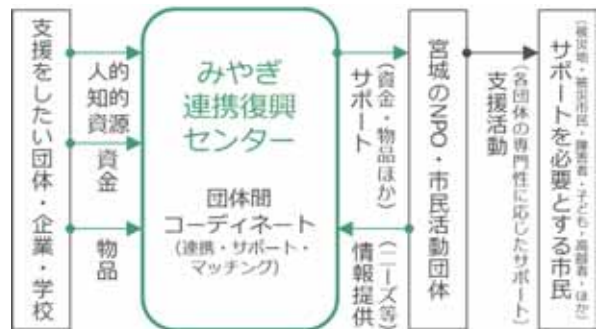 支援をしたい団体・企業・学校
人的
知的
資源
資金
物品
みやぎ
連携復興
センター
団体間
コーディネート
(連携・サポート・
マッチング)
サポート
(資金・物品ほか)
情報提供
(ニーズ等)
宮城のNPO・市民活動団体
支援活動
(各団体の専門性に応じたサポート)
サポートを必要とする市民
(被災地・被災市民・障害者・子ども・高齢者・ほか)